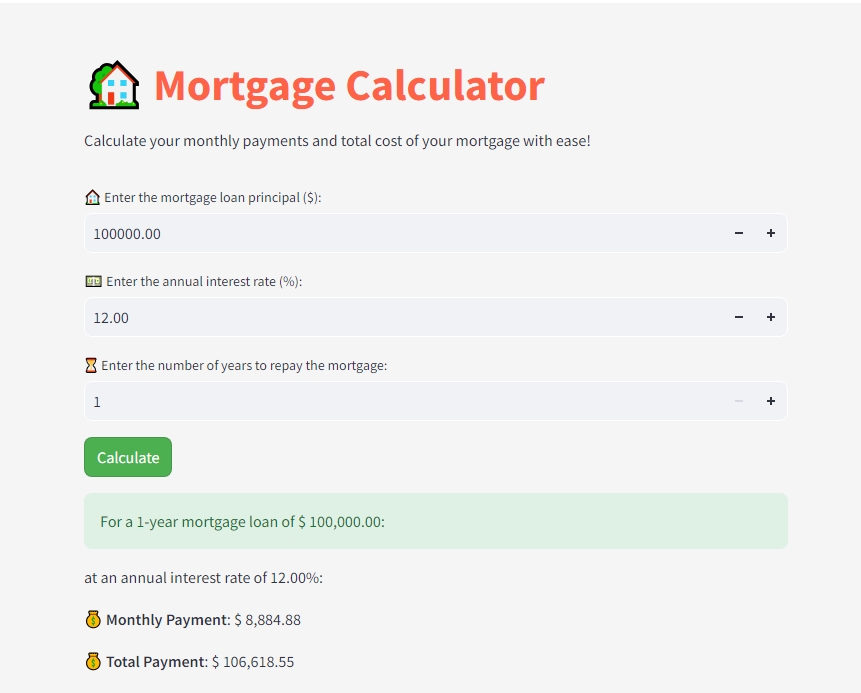 Mortgage Calculator
Calculate your monthly payments and total cost of your mortgage with ease!
Enter the mortgage loan principal ($):
100000.00
Enter the annual interest rate (%):
12.00
Enter the number of years to repay the mortgage:
1
Calculate
For a 1-year mortgage loan of $ 100,000.00:
at an annual interest rate of 12.00%:
Monthly Payment: $ 8,884.88
Total Payment: $ 106,618.55